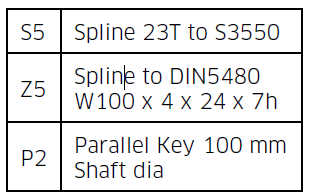 S5 Spline 23T to S3550
Z5 Spline to DIN5480
W100 x 4 x 24 x 7h
P2 Parallel Key 100 mm
Shaft dia